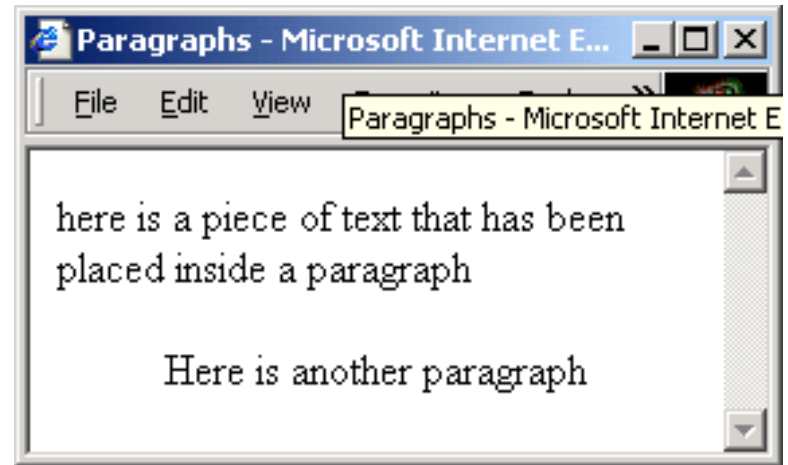 Paragraphs - Microsoft Internet E...
File Edit View
Paragraphs - Microsoft Internet E
here is a piece of text that has been
placed inside a paragraph
Here is another paragraph